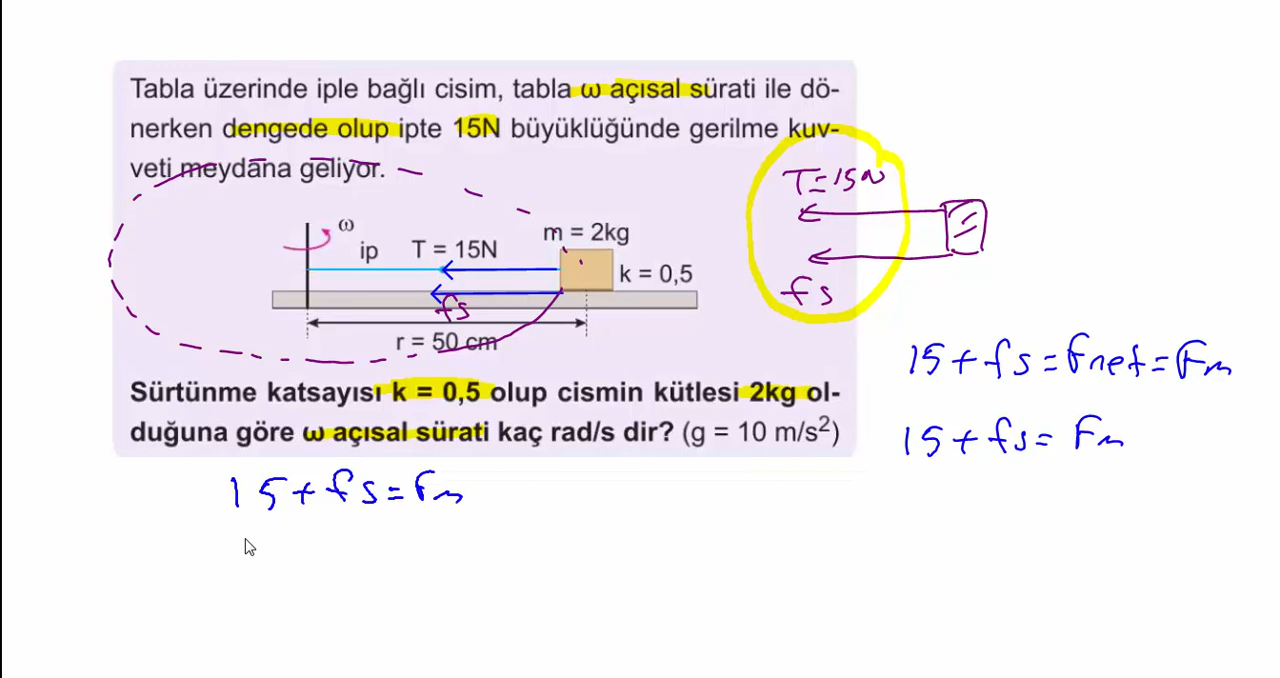 Tabla üzerinde iple bağlı cisim, tabla ω açısal sürati ile dö-
nerken dengede olup ipte 15N büyüklüğünde gerilme kuv-
veti meydana geliyor.
T=15N
ω
ip
T = 15N
m = 2kg
k = 0,5
fs
fs
r = 50 cm
15+fs=Fnet=Fm
Sürtünme katsayısı k = 0,5 olup cismin kütlesi 2kg ol-
duğuna göre ω açısal sürati kaç rad/s dir? (g = 10 m/s²)
15+fs=Fm
15+fs=Fm